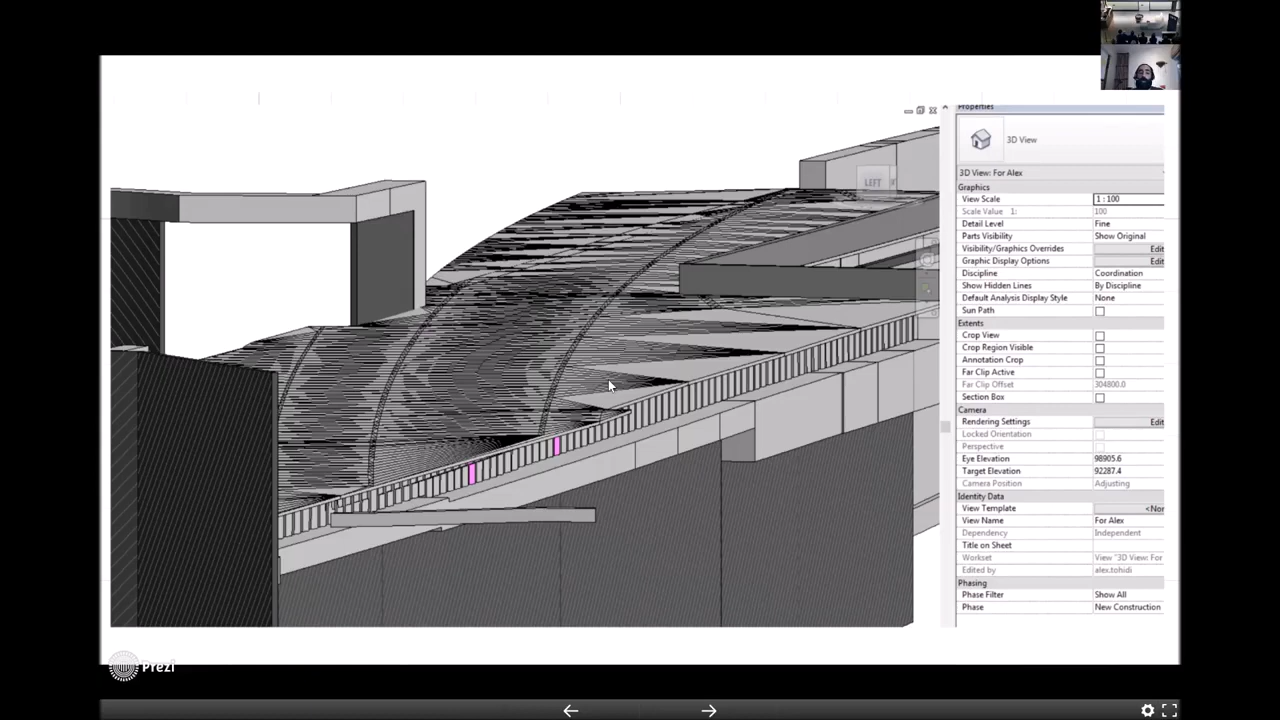 Properties
3D View
LEFT
3D View: For Alex
Graphics
View Scale 1 : 100
Scale Value 1: 100
Detail Level Fine
Parts Visibility Show Original
Visibility/Graphics Overrides Edit
Graphic Display Options Edit
Discipline Coordination
Show Hidden Lines By Discipline
Default Analysis Display Style None
Sun Path
Extents
Crop View
Crop Region Visible
Annotation Crop
Far Clip Active
Far Clip Offset 304800.0
Section Box
Camera
Rendering Settings Edit
Locked Orientation
Perspective
Eye Elevation 98905.6
Target Elevation 92287.4
Camera Position Adjusting
Identity Data
View Template <Nor
View Name For Alex
Dependency Independent
Title on Sheet
Workset View "3D View: For
Edited by alex.tohidi
Phasing
Phase Filter Show All
Phase New Construction
Prezi